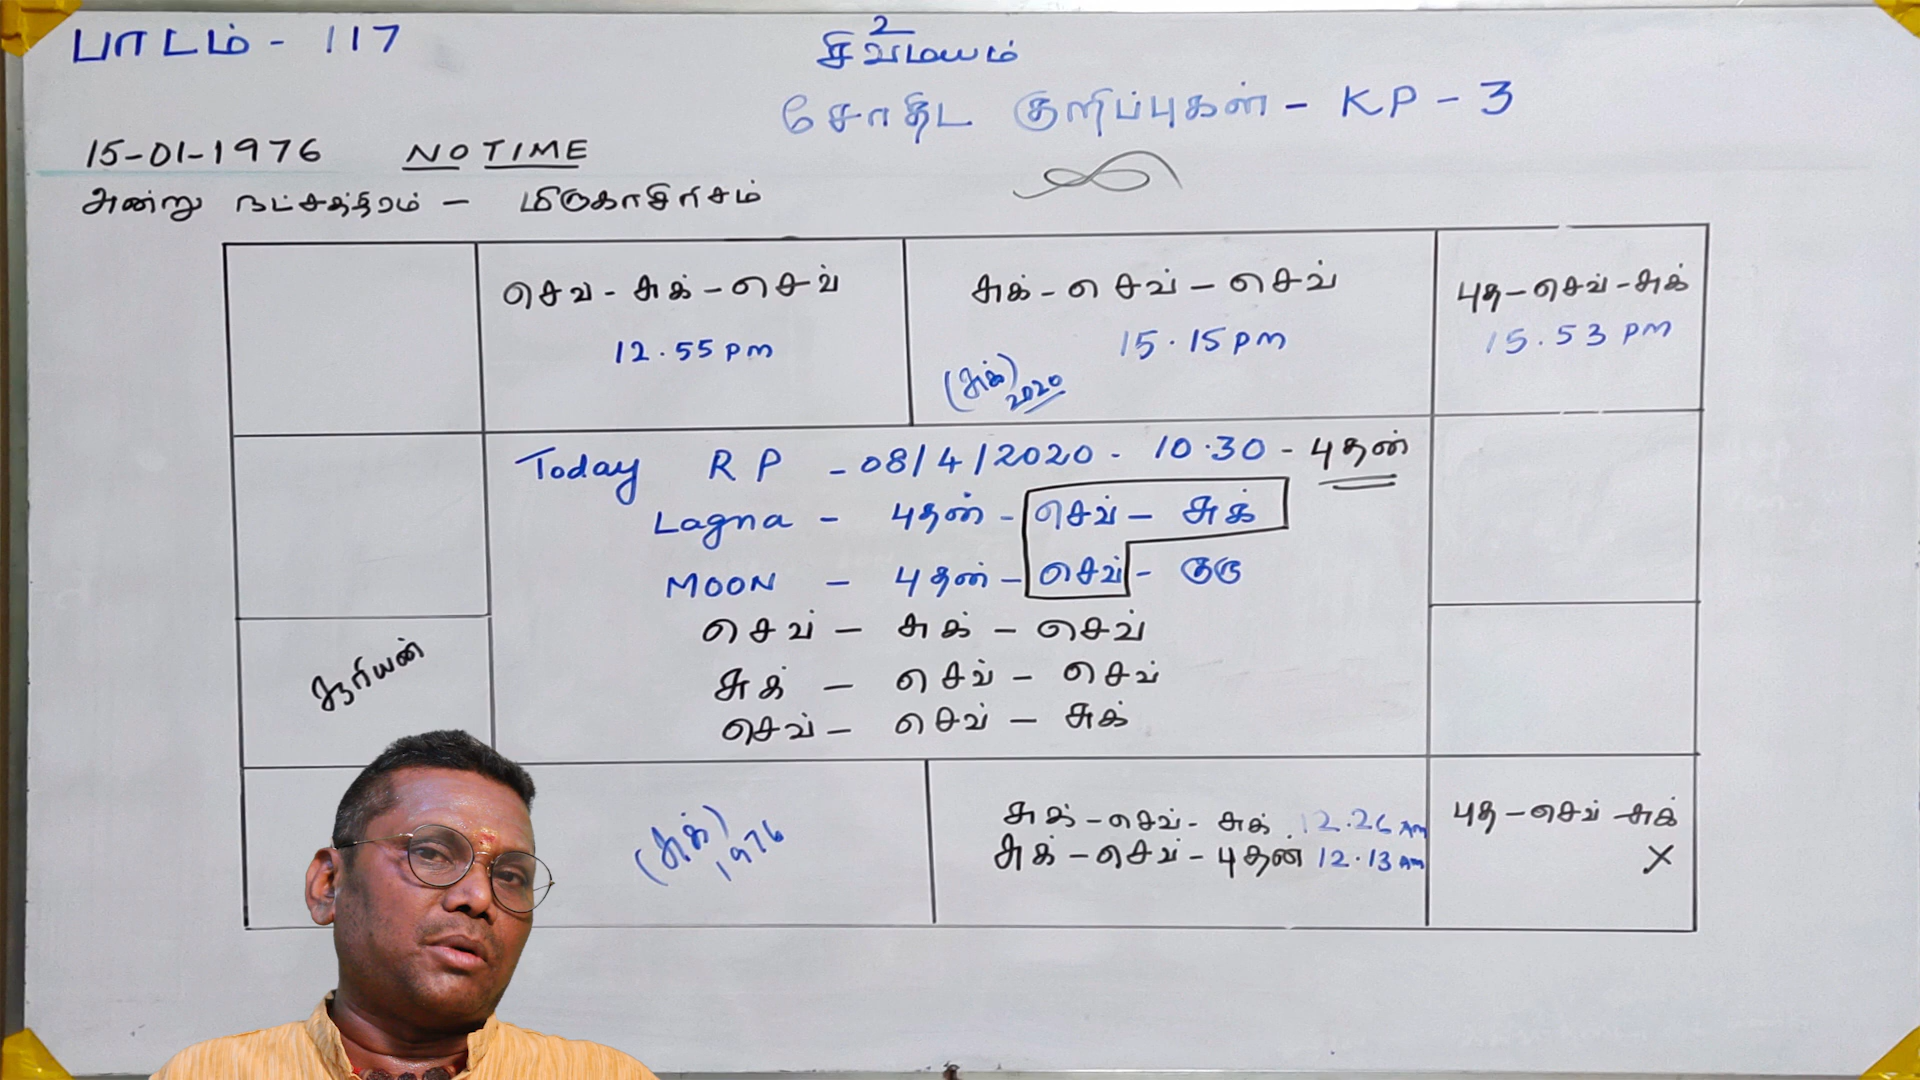 பாடம் - 117
உ
சிவமயம்
சோதிட குறிப்புகள் - KP - 3
15-01-1976 NO TIME
அன்று நட்சத்திரம் - மிருகசிரிசம்
செவ் - சுக் - செவ்
12.55 pm
சுக் - செவ் - செவ்
15.15 pm
(சுக்)
2020
புத - செவ் - சுக்
15.53 pm
Today RP - 08/4/2020 - 10.30 - புதன்
Lagna - புதன் - செவ் - சுக்
MOON - புதன் - செவ் - குரு
செவ் - சுக் - செவ்
சுக் - செவ் - செவ்
செவ் - செவ் - சுக்
சூரியன்
(சுக்)
1976
சுக் - செவ் - சுக். 12.26 Am
சுக் - செவ் - புதன் 12.13 Am
புத - செவ் - சுக்
X